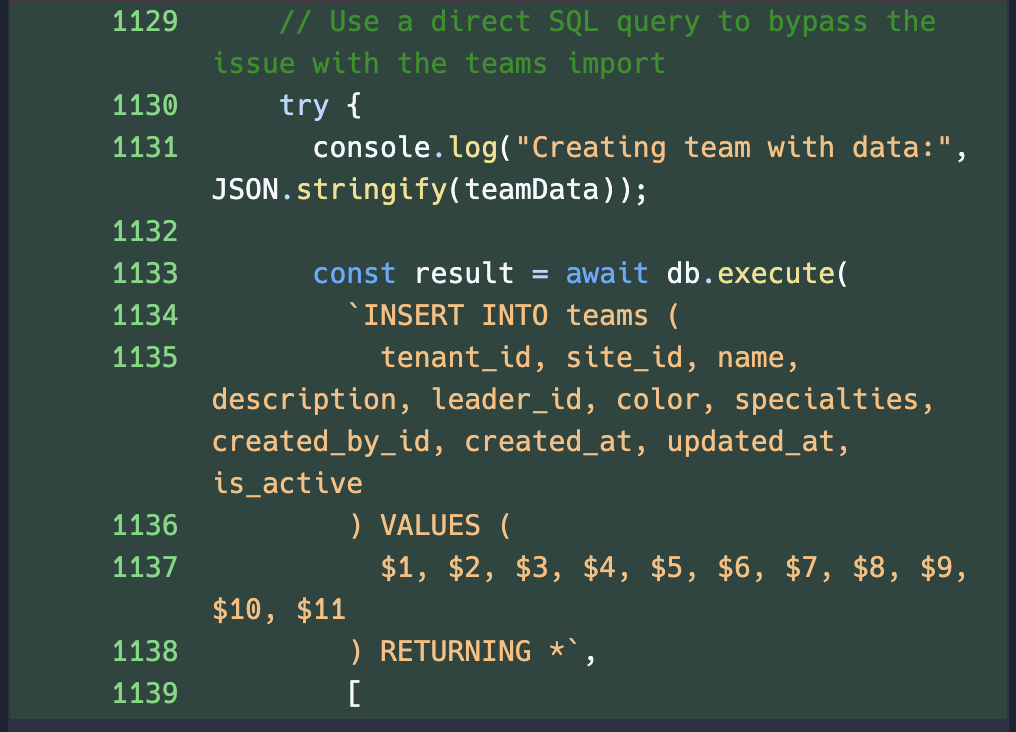 1129 // Use a direct SQL query to bypass the
issue with the teams import
1130 try {
1131 console.log("Creating team with data:",
JSON.stringify(teamData));
1132
1133 const result = await db.execute(
1134 `INSERT INTO teams (
1135 tenant_id, site_id, name,
description, leader_id, color, specialties,
created_by_id, created_at, updated_at,
is_active
1136 ) VALUES (
1137 $1, $2, $3, $4, $5, $6, $7, $8, $9,
$10, $11
1138 ) RETURNING *`,
1139 [